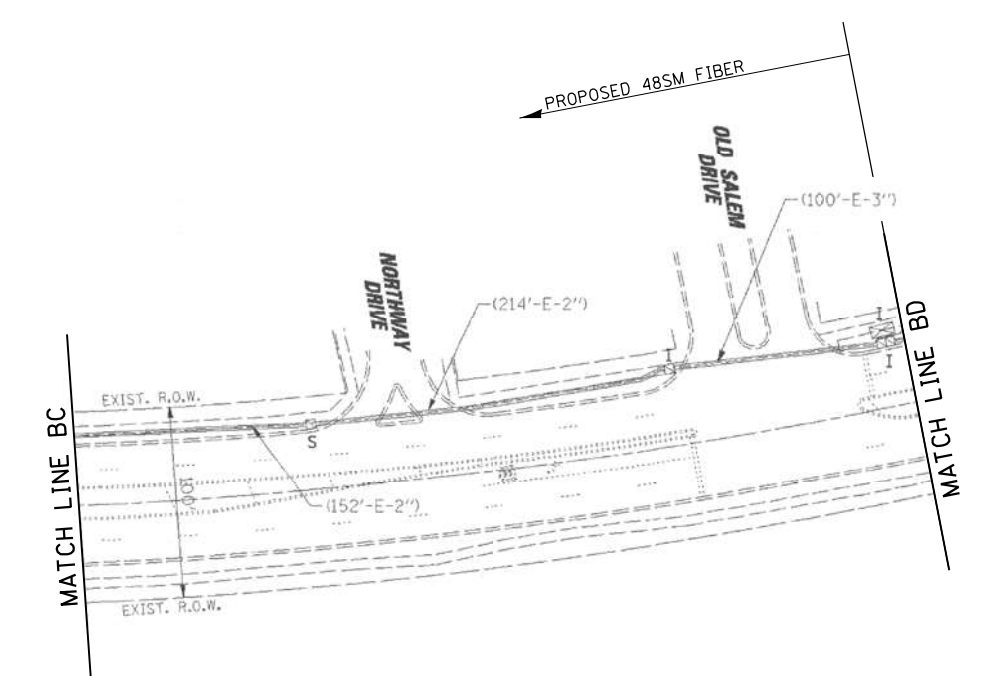 PROPOSED 48SM FIBER
OLD SALEM
DRIVE
(100'-E-3")
NORTHWAY
DRIVE
(214'-E-2")
I
I
I
EXIST. R.O.W.
S
100'
(152'-E-2")
EXIST. R.O.W.
MATCH LINE BC
MATCH LINE BD